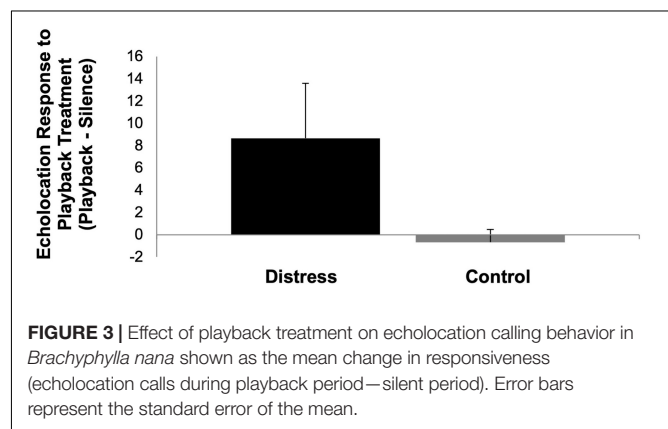 Echolocation Response to
Playback Treatment
(Playback - Silence)
16
14
12
10
8
6
4
2
0
-2
Distress
Control
FIGURE 3 | Effect of playback treatment on echolocation calling behavior in
Brachyphylla nana shown as the mean change in responsiveness
(echolocation calls during playback period—silent period). Error bars
represent the standard error of the mean.